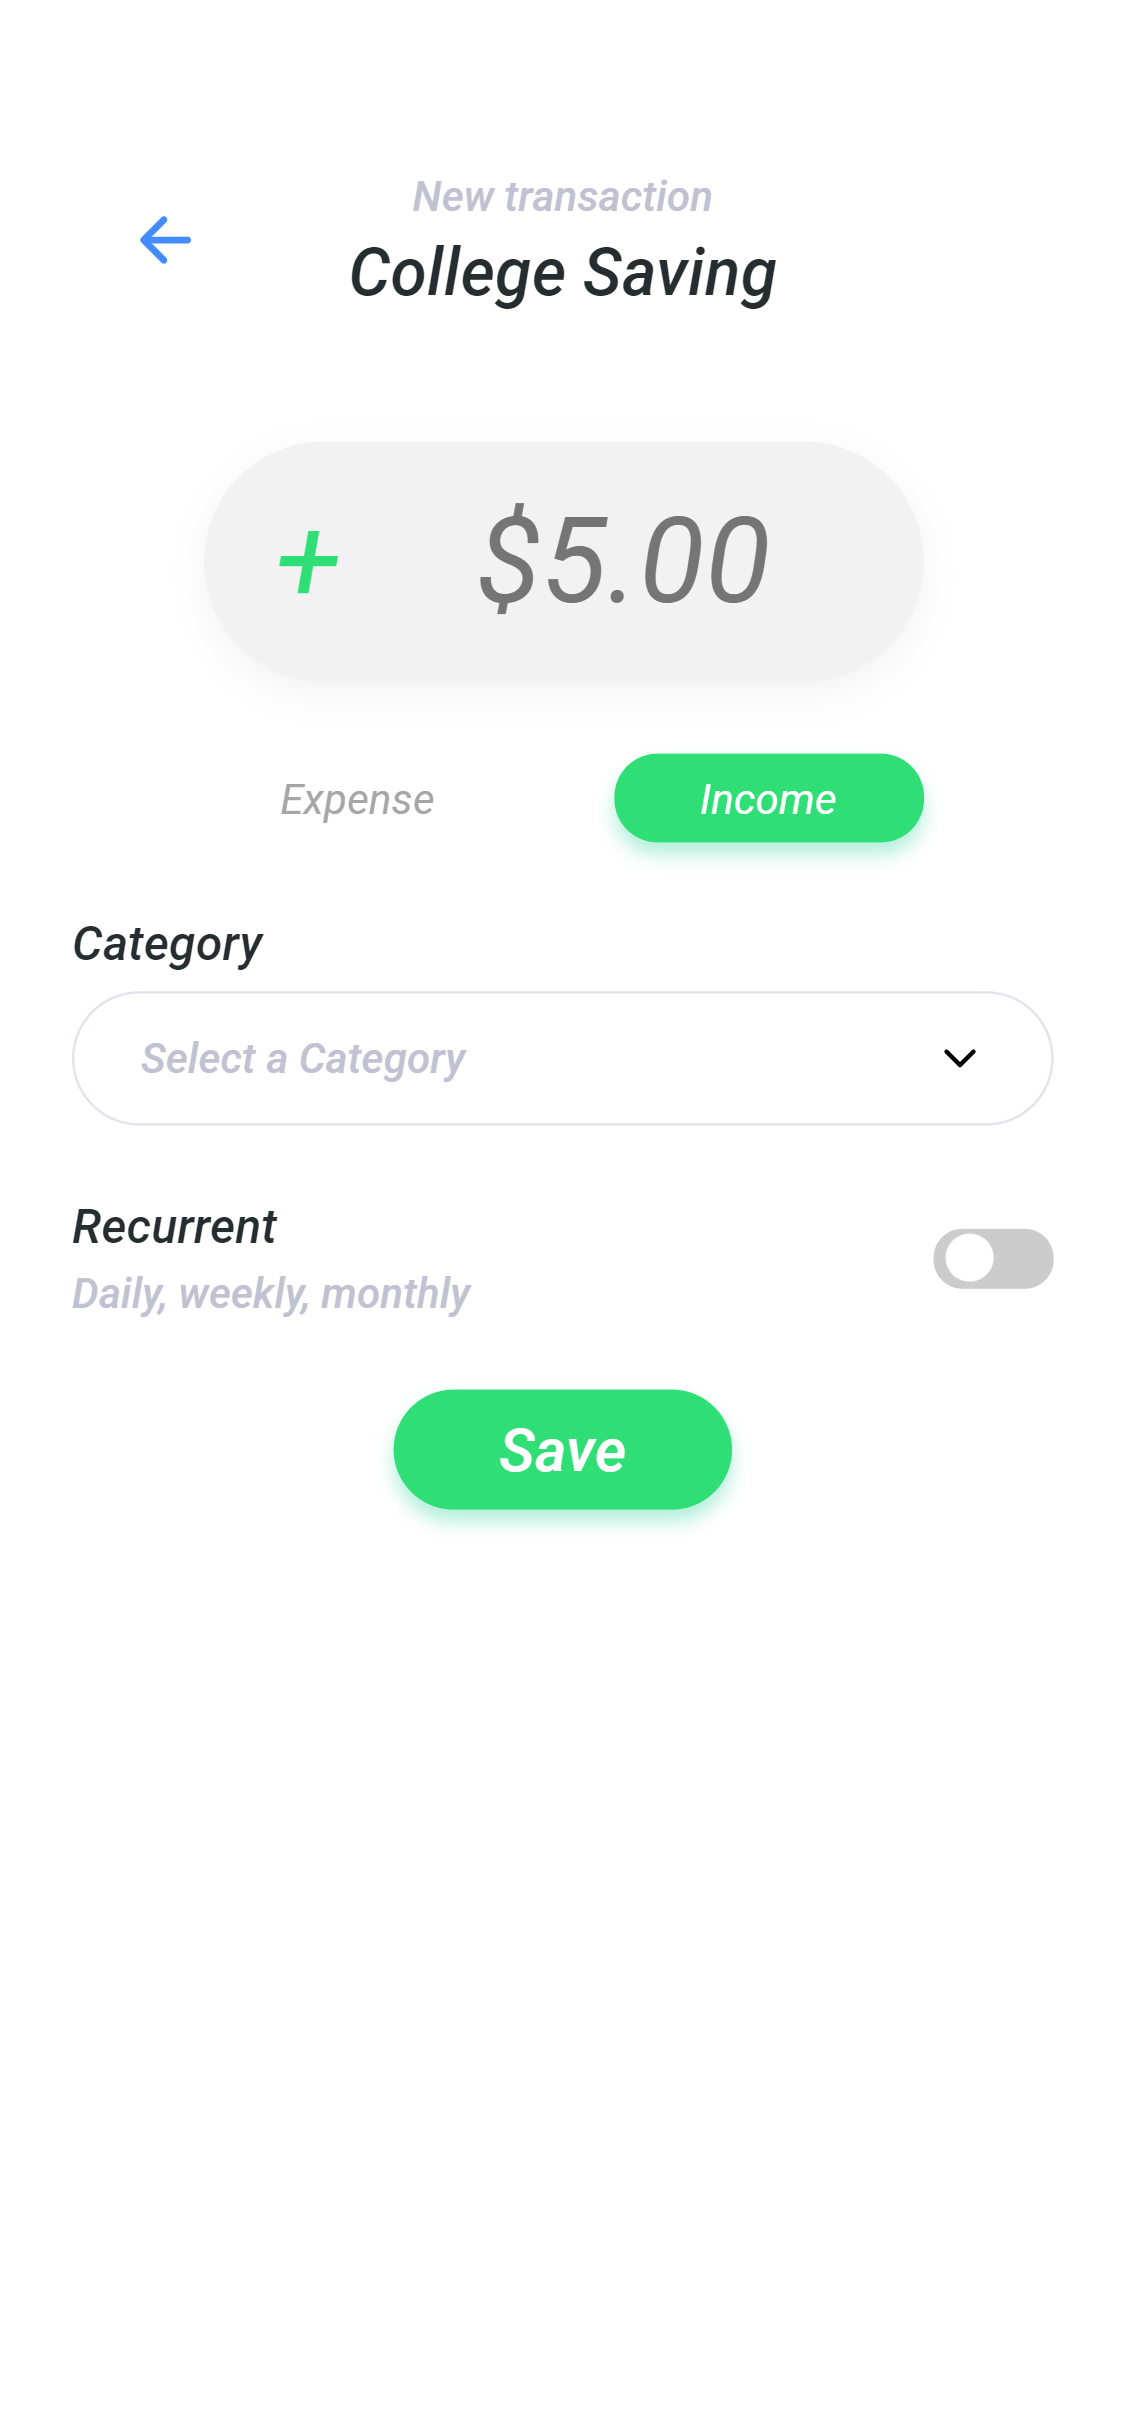 New transaction
College Saving
+ $5.00
Expense Income
Category
Select a Category
Recurrent
Daily, weekly, monthly
Save